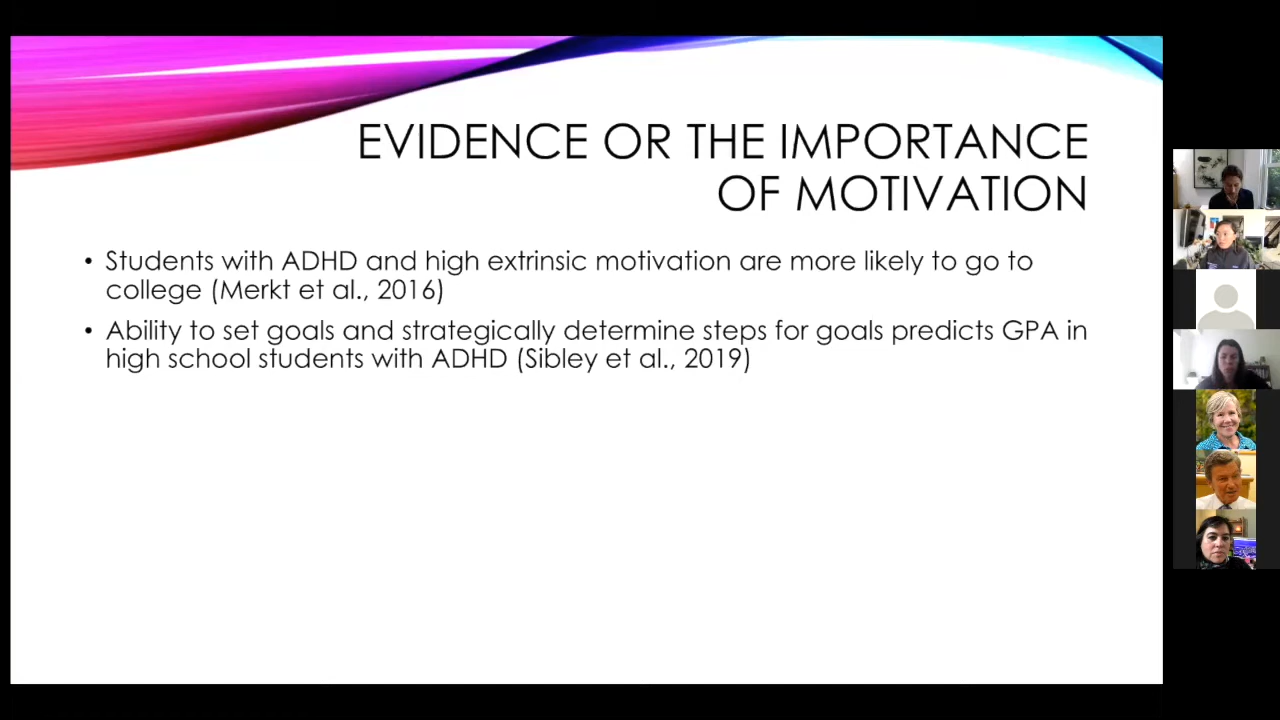 EVIDENCE OR THE IMPORTANCE
OF MOTIVATION
• Students with ADHD and high extrinsic motivation are more likely to go to
college (Merkt et al., 2016)
• Ability to set goals and strategically determine steps for goals predicts GPA in
high school students with ADHD (Sibley et al., 2019)